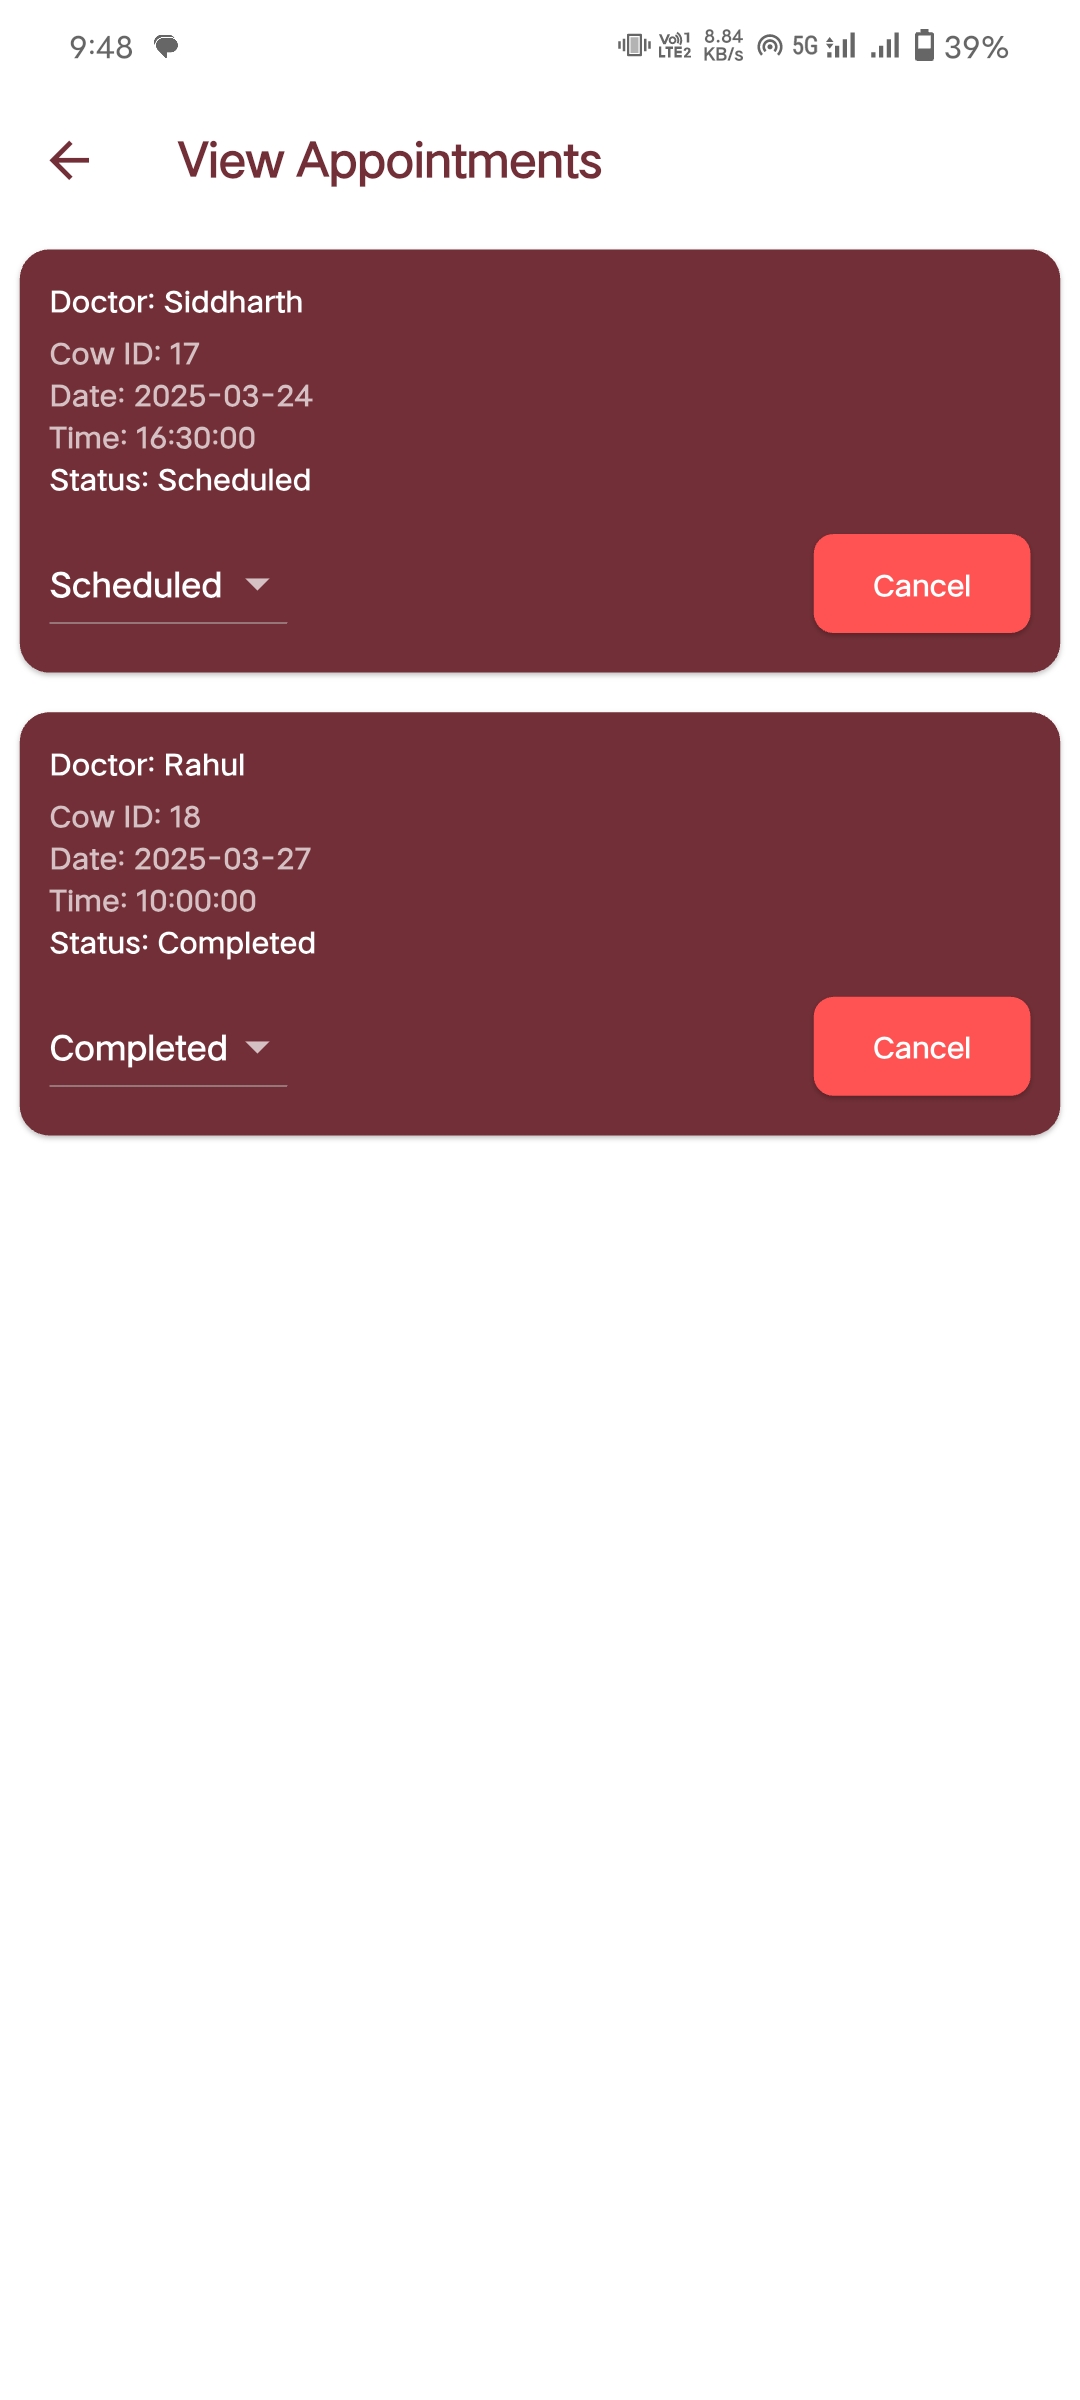 9:48 Vo))1 LTE2 8.84 KB/s 5G 39%
View Appointments
Doctor: Siddharth
Cow ID: 17
Date: 2025-03-24
Time: 16:30:00
Status: Scheduled
Scheduled Cancel
Doctor: Rahul
Cow ID: 18
Date: 2025-03-27
Time: 10:00:00
Status: Completed
Completed Cancel